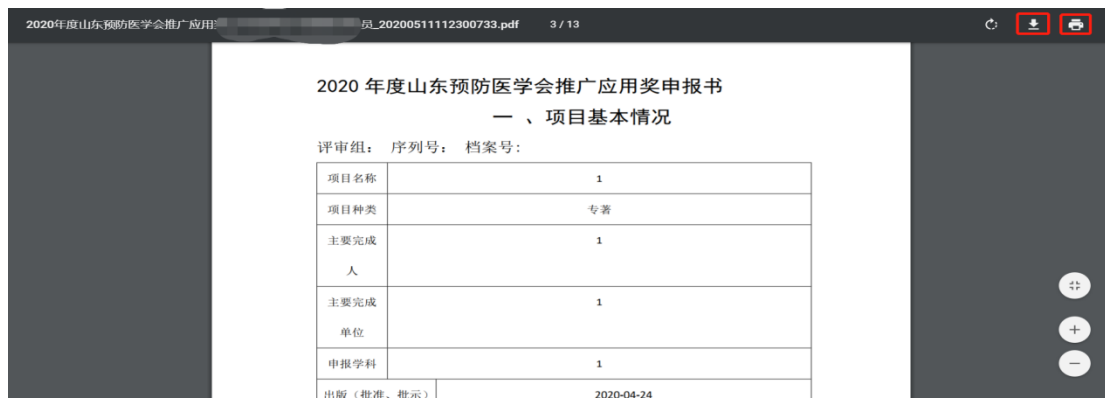 2020年度山东预防医学会推广应用 员_20200511112300733.pdf 3 / 13
2020 年度山东预防医学会推广应用奖申报书
一 、项目基本情况
评审组: 序列号: 档案号:
项目名称 1
项目种类 专著
主要完成人 1
主要完成单位 1
申报学科 1
出版（批准、批示） 2020-04-24